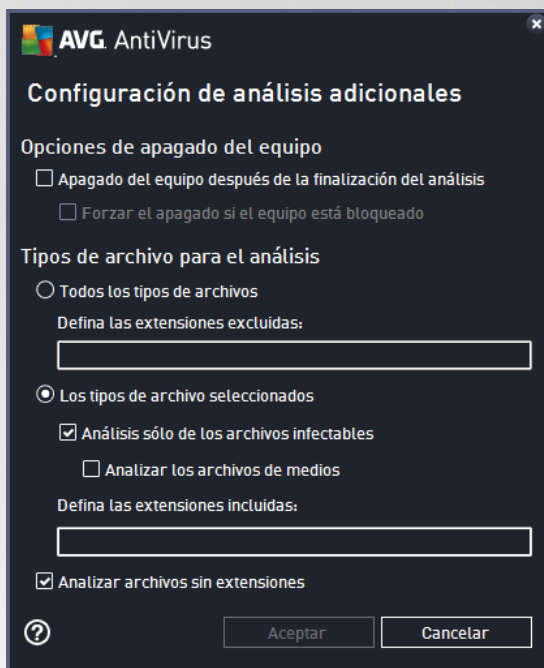 AVG. AntiVirus
Configuración de análisis adicionales
Opciones de apagado del equipo
Apagado del equipo después de la finalización del análisis
Forzar el apagado si el equipo está bloqueado
Tipos de archivo para el análisis
Todos los tipos de archivos
Defina las extensiones excluidas:
Los tipos de archivo seleccionados
Análisis sólo de los archivos infectables
Analizar los archivos de medios
Defina las extensiones incluidas:
Analizar archivos sin extensiones
Aceptar
Cancelar